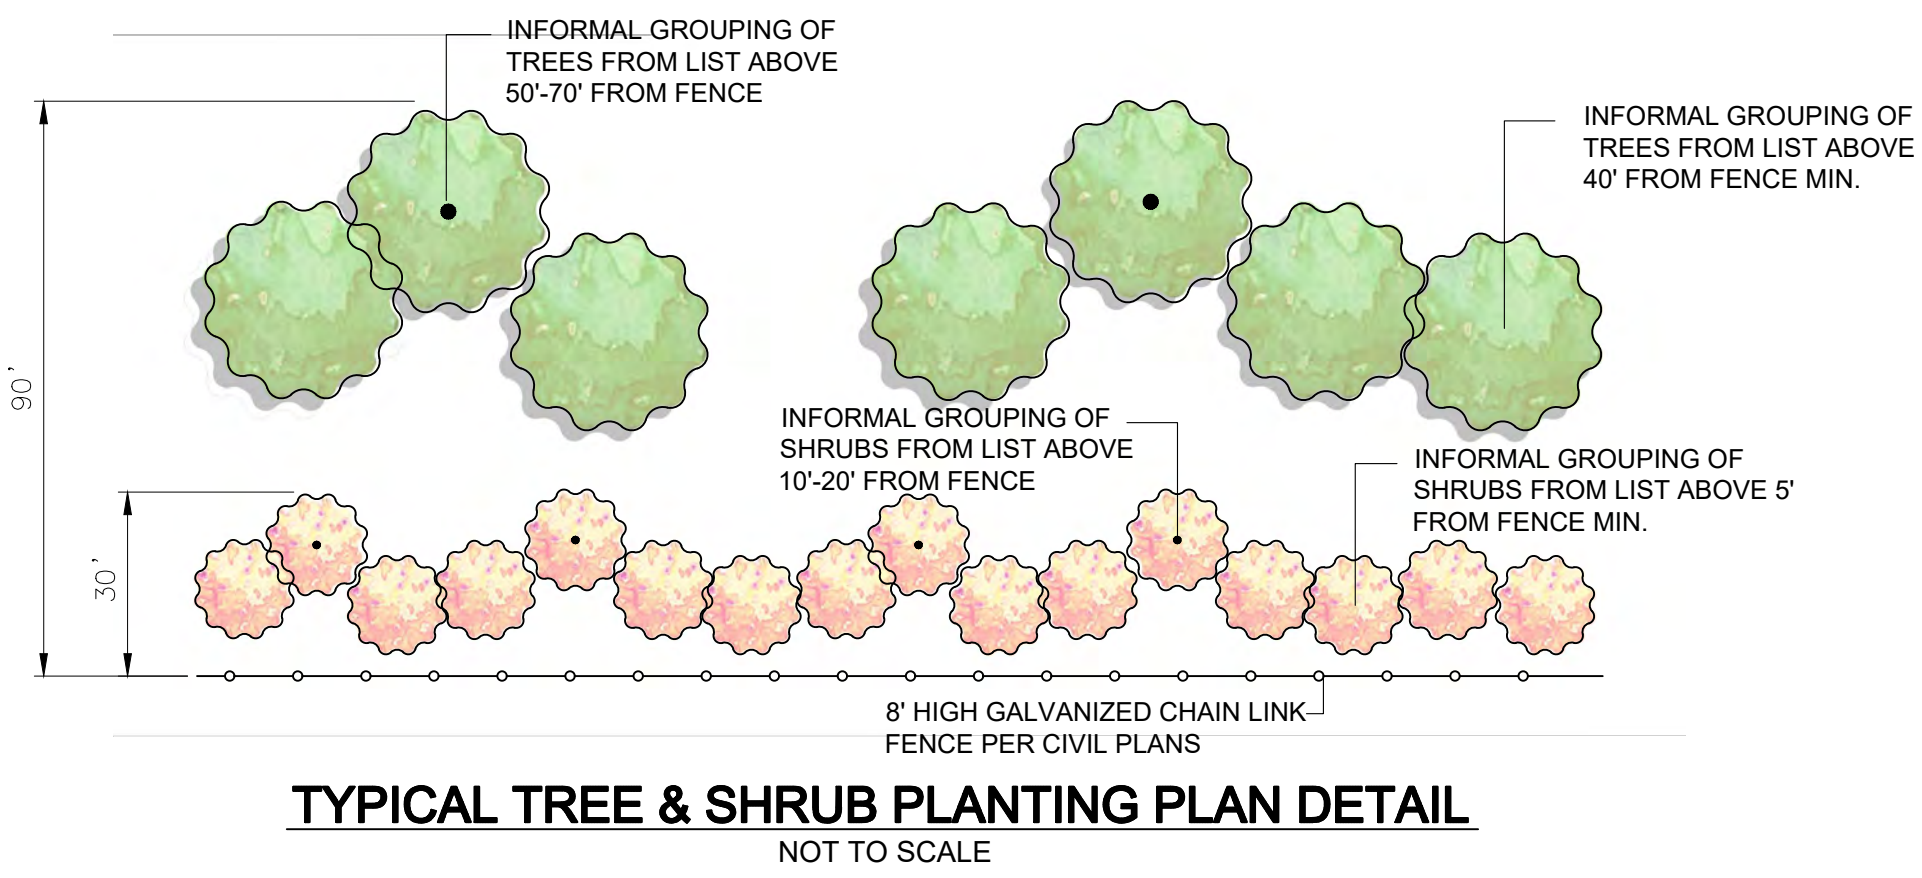 INFORMAL GROUPING OF
TREES FROM LIST ABOVE
50'-70' FROM FENCE
INFORMAL GROUPING OF
TREES FROM LIST ABOVE
40' FROM FENCE MIN.
90'
INFORMAL GROUPING OF
SHRUBS FROM LIST ABOVE
10'-20' FROM FENCE
INFORMAL GROUPING OF
SHRUBS FROM LIST ABOVE 5'
FROM FENCE MIN.
30'
8' HIGH GALVANIZED CHAIN LINK
FENCE PER CIVIL PLANS
TYPICAL TREE & SHRUB PLANTING PLAN DETAIL
NOT TO SCALE